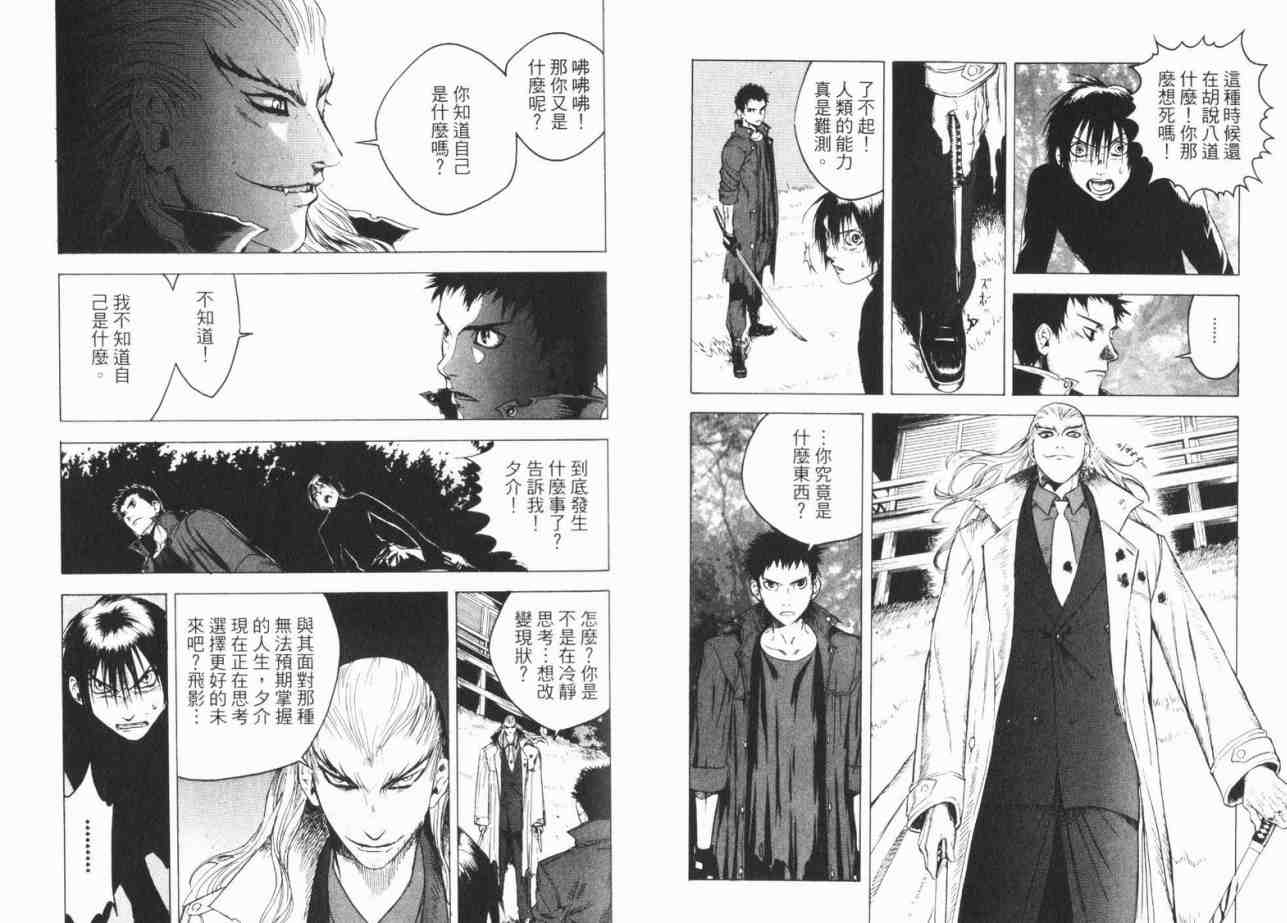 這種時候還
在胡說八道
什麼！你那
麼想死嗎！
ズボッ
了不起！
人類的能力
真是難測。
……
…你究竟是
什麼東西？
咈咈咈！
那你又是
什麼呢？
你知道自己
是什麼嗎？
不知道！
我不知道自
己是什麼。
到底發生
什麼事了？
告訴我！
夕介！
怎麼？你是
不是在冷靜
思考…想改
變現狀？
與其面對那種
無法預期掌握
的人生，夕介
現在正在思考
選擇更好的未
來吧？飛影…
………